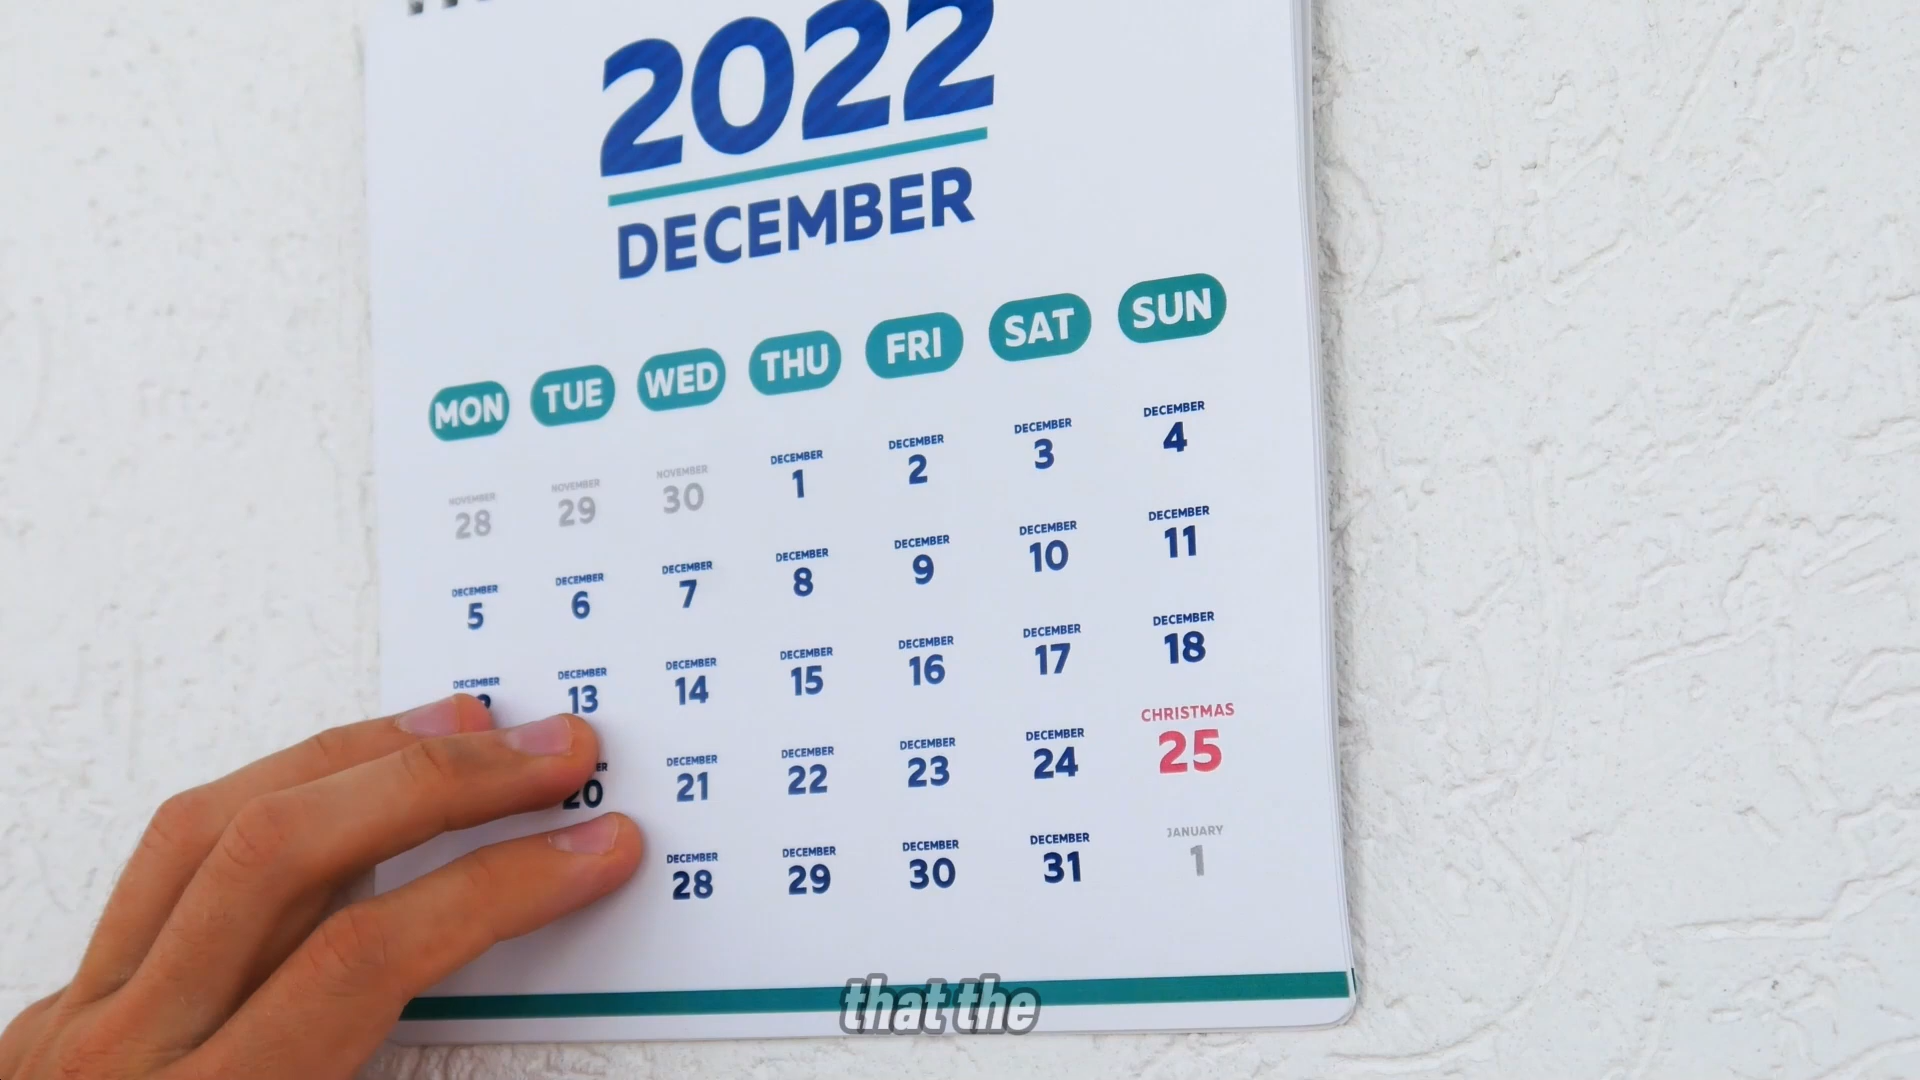 2022
DECEMBER
MON TUE WED THU FRI SAT SUN
NOVEMBER NOVEMBER NOVEMBER DECEMBER DECEMBER DECEMBER DECEMBER
28 29 30 1 2 3 4
DECEMBER DECEMBER DECEMBER DECEMBER DECEMBER DECEMBER DECEMBER
5 6 7 8 9 10 11
DECEMBER DECEMBER DECEMBER DECEMBER DECEMBER DECEMBER DECEMBER
13 14 15 16 17 18
DECEMBER DECEMBER DECEMBER DECEMBER CHRISTMAS
20 21 22 23 24 25
DECEMBER DECEMBER DECEMBER DECEMBER JANUARY
28 29 30 31 1
that the